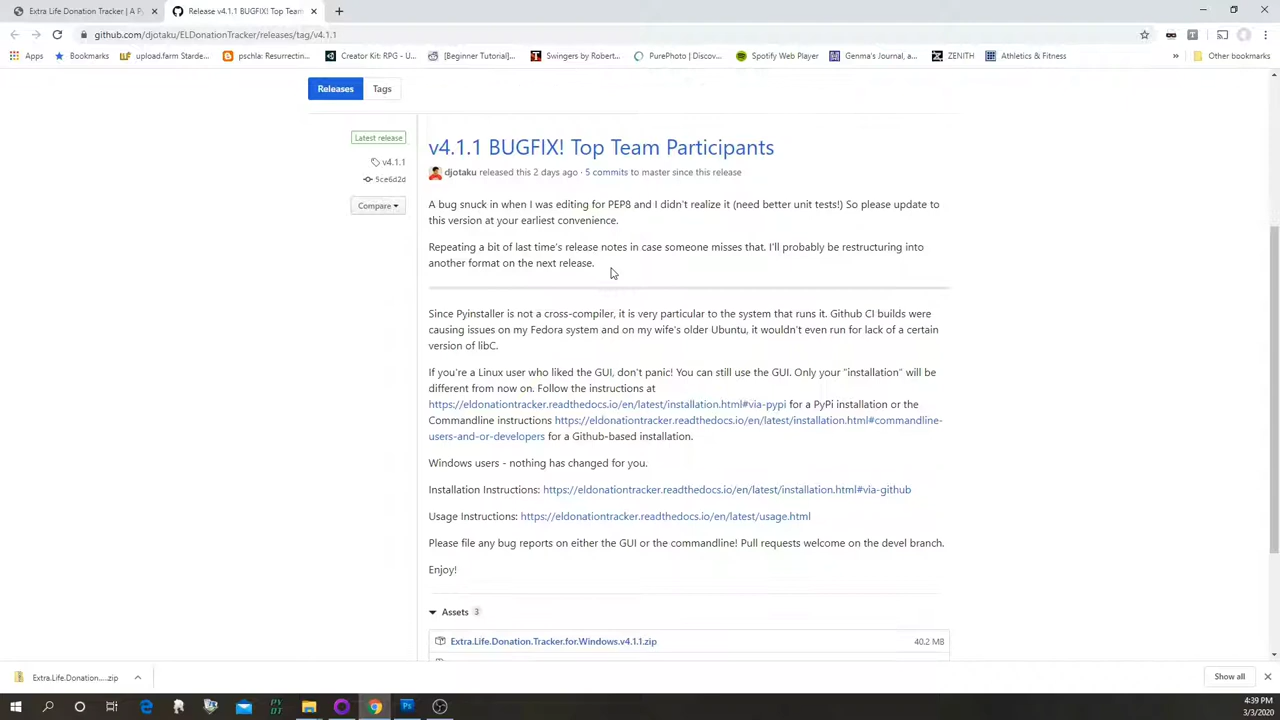 Extra Life Donation Tracker | A Py
Release v4.1.1 BUGFIX! Top Team
github.com/djotaku/ELDonationTracker/releases/tag/v4.1.1
Apps
Bookmarks
upload.farm Starde...
pschla: Resurrectin...
Creator Kit: RPG - U...
[Beginner Tutorial]...
Swingers by Robert...
PurePhoto | Discov...
Spotify Web Player
Genma's Journal, a...
ZENITH
Athletics & Fitness
»
Other bookmarks
Releases
Tags
Latest release
v4.1.1
5ce6d2d
Compare
v4.1.1 BUGFIX! Top Team Participants
djotaku released this 2 days ago · 5 commits to master since this release
A bug snuck in when I was editing for PEP8 and I didn't realize it (need better unit tests!) So please update to
this version at your earliest convenience.
Repeating a bit of last time's release notes in case someone misses that. I'll probably be restructuring into
another format on the next release.
Since Pyinstaller is not a cross-compiler, it is very particular to the system that runs it. Github CI builds were
causing issues on my Fedora system and on my wife's older Ubuntu, it wouldn't even run for lack of a certain
version of libC.
If you're a Linux user who liked the GUI, don't panic! You can still use the GUI. Only your "installation" will be
different from now on. Follow the instructions at
https://eldonationtracker.readthedocs.io/en/latest/installation.html#via-pypi for a PyPi installation or the
Commandline instructions https://eldonationtracker.readthedocs.io/en/latest/installation.html#commandline-
users-and-or-developers for a Github-based installation.
Windows users - nothing has changed for you.
Installation Instructions: https://eldonationtracker.readthedocs.io/en/latest/installation.html#via-github
Usage Instructions: https://eldonationtracker.readthedocs.io/en/latest/usage.html
Please file any bug reports on either the GUI or the commandline! Pull requests welcome on the devel branch.
Enjoy!
Assets 3
Extra.Life.Donation.Tracker.for.Windows.v4.1.1.zip
40.2 MB
Extra.Life.Donation....zip
Show all
4:39 PM
3/3/2020